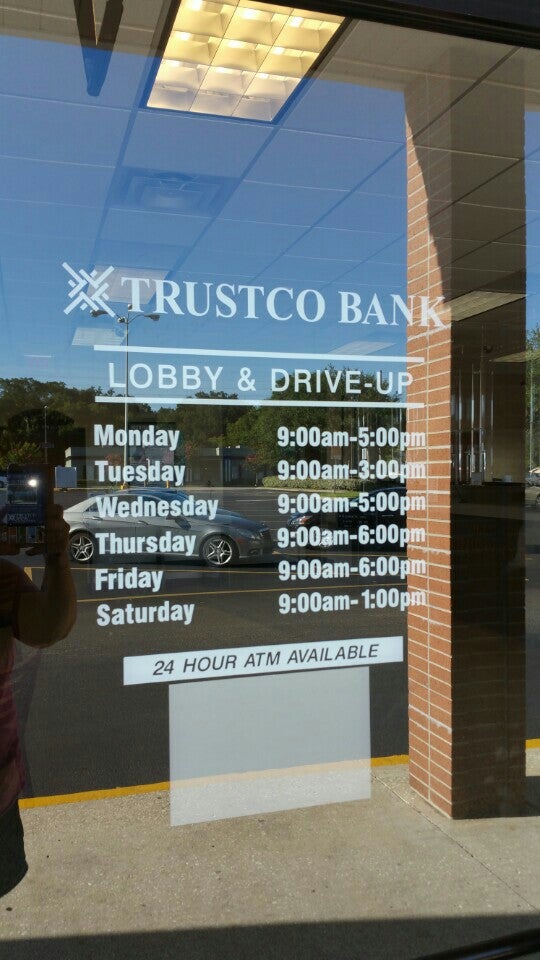 TRUSTCO BANK
LOBBY & DRIVE-UP
Monday 9:00am-5:00pm
Tuesday 9:00am-3:00pm
Wednesday 9:00am-5:00pm
Thursday 9:00am-6:00pm
Friday 9:00am-6:00pm
Saturday 9:00am-1:00pm
24 HOUR ATM AVAILABLE